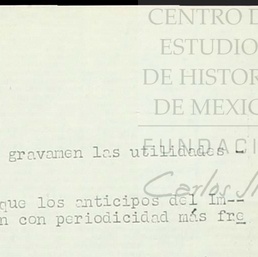 CENTRO D
ESTUDIO
DE HISTOR
DE MEXIC
FUNDACI
Carlos Sl
gravamen las utilidades -
que los anticipos del Im--
n con periodicidad más fre